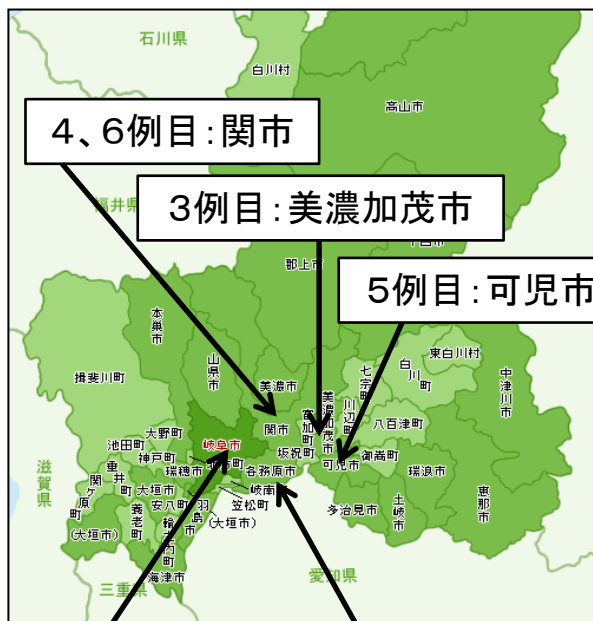 石川県
白川村
高山市
4、6例目：関市
福井県
3例目：美濃加茂市
郡上市
5例目：可児市
本巣市
山県市
揖斐川町
美濃市
七宗町
白川町
東白川村
中津川市
関市
富加町
美濃加茂市
川辺町
八百津町
大野町
岐阜市
池田町
神戸町
坂祝町
可児市
御嵩町
滋賀県
関ヶ原町
垂井町
瑞穂市
各務原市
瑞浪市
恵那市
大垣市
岐南
安八町
羽島市
笠松町
多治見市
土岐市
(大垣市)
養老町
輪之内町
(大垣市)
海津市
三重県
愛知県